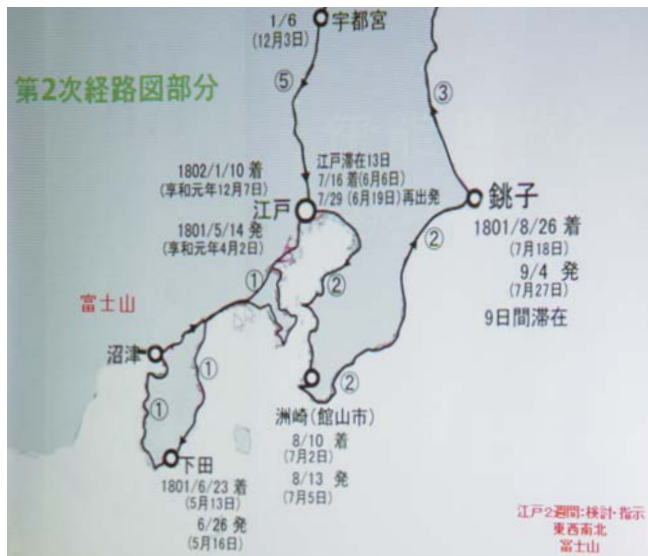 1/6
(12月3日)
宇都宮
第2次経路図部分
⑤
③
1802/1/10 着
(享和元年12月7日)
江戸滞在13日
7/16 着(6月6日)
7/29 (6月19日)再出発
江戸
1801/5/14 発
(享和元年4月2日)
銚子
1801/8/26 着
(7月18日)
9/4 発
(7月27日)
9日間滞在
②
①
②
富士山
沼津
①
①
②
洲崎(館山市)
8/10 着
(7月2日)
8/13 発
(7月5日)
下田
1801/6/23 着
(5月13日)
6/26 発
(5月16日)
江戸2週間:検討・指示
東西南北
富士山